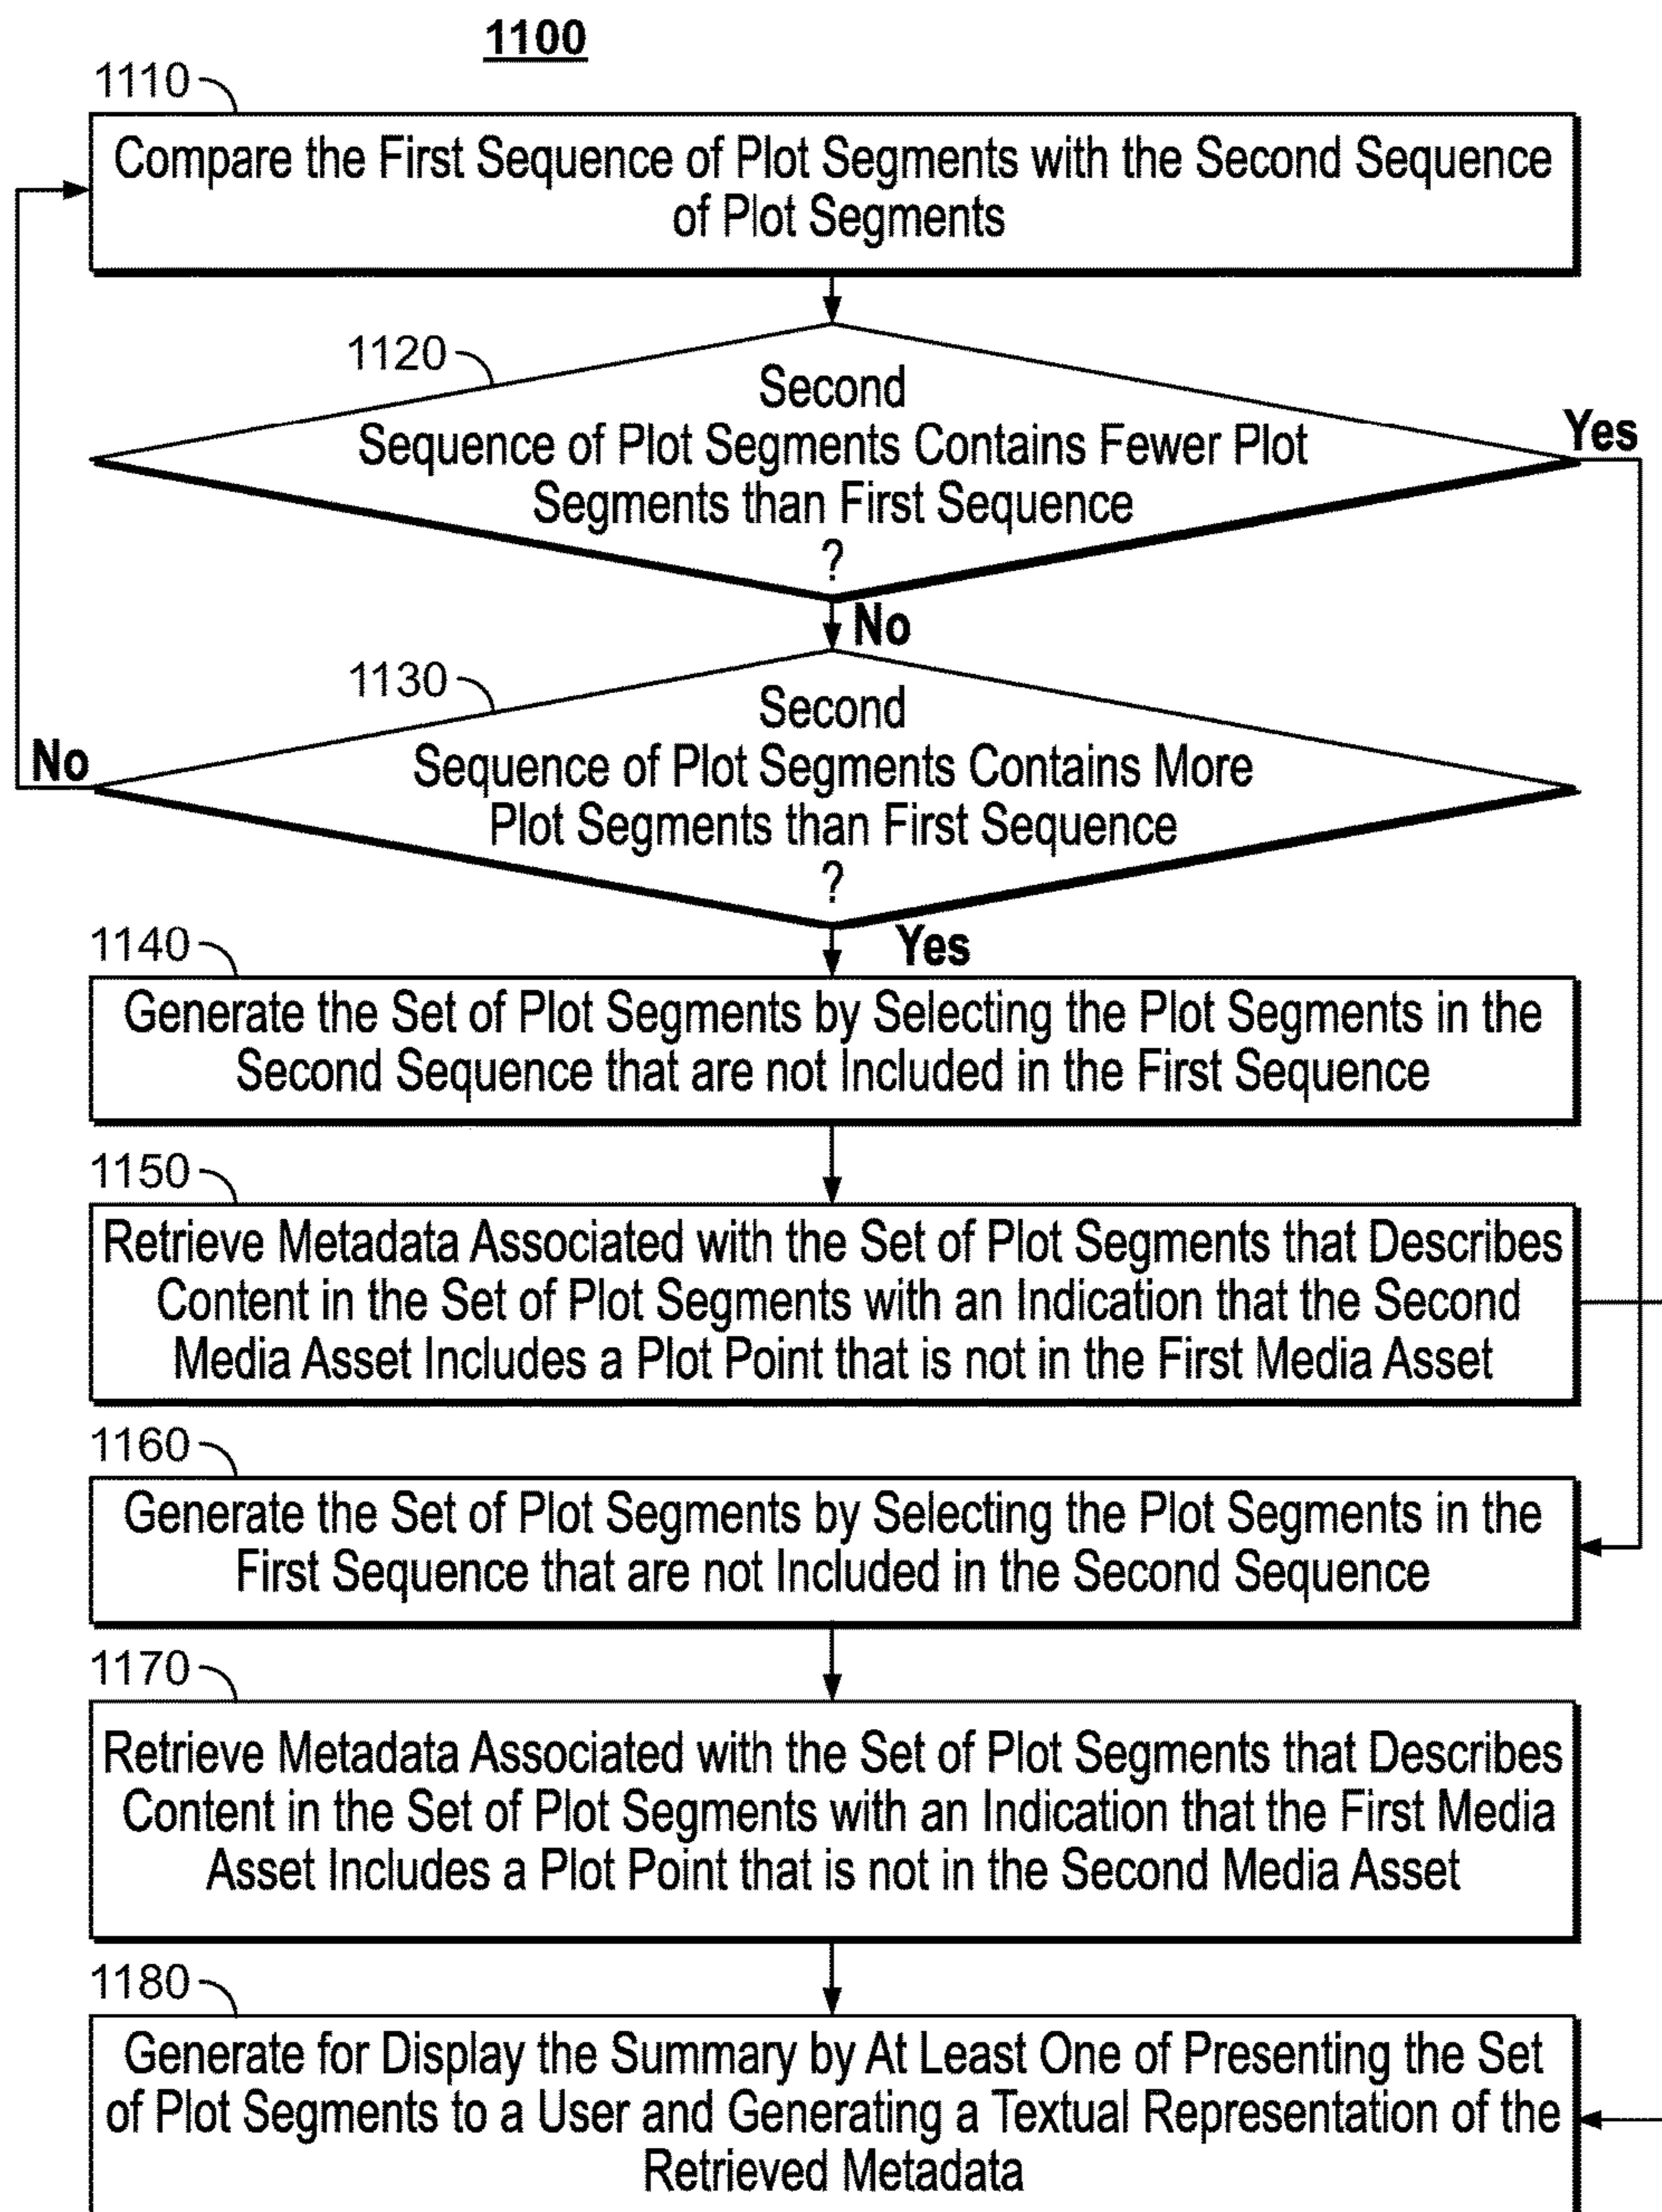 1100
1110
Compare the First Sequence of Plot Segments with the Second Sequence
of Plot Segments
1120
Second
Sequence of Plot Segments Contains Fewer Plot
Segments than First Sequence
?
Yes
No
1130
Second
Sequence of Plot Segments Contains More
Plot Segments than First Sequence
?
No
Yes
1140
Generate the Set of Plot Segments by Selecting the Plot Segments in the
Second Sequence that are not Included in the First Sequence
1150
Retrieve Metadata Associated with the Set of Plot Segments that Describes
Content in the Set of Plot Segments with an Indication that the Second
Media Asset Includes a Plot Point that is not in the First Media Asset
1160
Generate the Set of Plot Segments by Selecting the Plot Segments in the
First Sequence that are not Included in the Second Sequence
1170
Retrieve Metadata Associated with the Set of Plot Segments that Describes
Content in the Set of Plot Segments with an Indication that the First Media
Asset Includes a Plot Point that is not in the Second Media Asset
1180
Generate for Display the Summary by At Least One of Presenting the Set
of Plot Segments to a User and Generating a Textual Representation of the
Retrieved Metadata